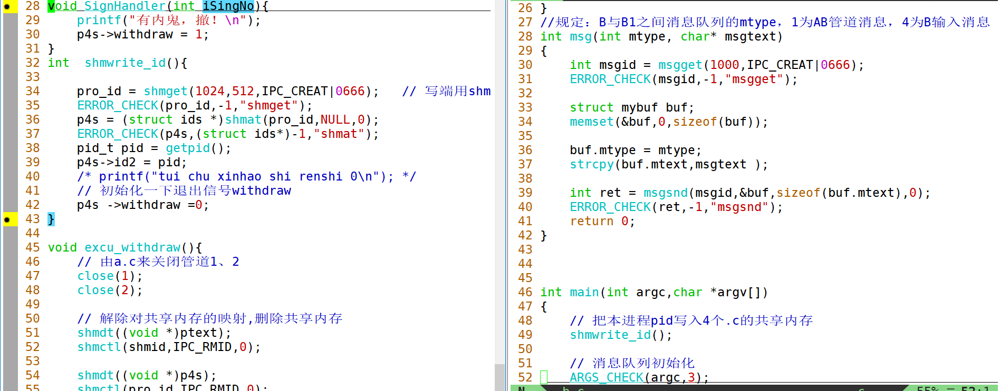 28 void SignHandler(int iSingNo){
29     printf("有内鬼，撤！\n");
30     p4s->withdraw = 1;
31 }
32 int  shmwrite_id(){
33
34     pro_id = shmget(1024,512,IPC_CREAT|0666);   // 写端用shm
35     ERROR_CHECK(pro_id,-1,"shmget");
36     p4s = (struct ids *)shmat(pro_id,NULL,0);
37     ERROR_CHECK(p4s,(struct ids*)-1,"shmat");
38     pid_t pid = getpid();
39     p4s->id2 = pid;
40     /* printf("tui chu xinhao shi renshi 0\n"); */
41     // 初始化一下退出信号withdraw
42     p4s ->withdraw =0;
43 }
44
45 void excu_withdraw(){
46     // 由a.c来关闭管道1、2
47     close(1);
48     close(2);
49
50     // 解除对共享内存的映射,删除共享内存
51     shmdt((void *)ptext);
52     shmctl(shmid,IPC_RMID,0);
53
54     shmdt((void *)p4s);
55     shmctl(pro_id,IPC_RMID,0);
26 }
27 //规定：B与B1之间消息队列的mtype，1为AB管道消息，4为B输入消息
28 int msg(int mtype, char* msgtext)
29 {
30     int msgid = msgget(1000,IPC_CREAT|0666);
31     ERROR_CHECK(msgid,-1,"msgget");
32
33     struct mybuf buf;
34     memset(&buf,0,sizeof(buf));
35
36     buf.mtype = mtype;
37     strcpy(buf.mtext,msgtext );
38
39     int ret = msgsnd(msgid,&buf,sizeof(buf.mtext),0);
40     ERROR_CHECK(ret,-1,"msgsnd");
41     return 0;
42 }
43
44
45
46 int main(int argc,char *argv[])
47 {
48     // 把本进程pid写入4个.c的共享内存
49     shmwrite_id();
50
51     // 消息队列初始化
52     ARGS_CHECK(argc,3);
N b.c c 55% 52:1